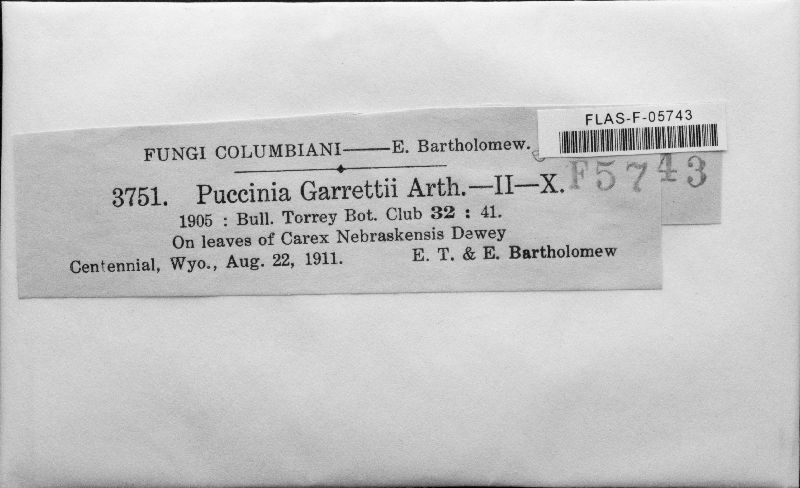 FLAS-F-05743
F5743
FUNGI COLUMBIANI——E. Bartholomew.
3751. Puccinia Garrettii Arth.—II—X.
1905 : Bull. Torrey Bot. Club 32 : 41.
On leaves of Carex Nebraskensis Dewey
Centennial, Wyo., Aug. 22, 1911. E. T. & E. Bartholomew